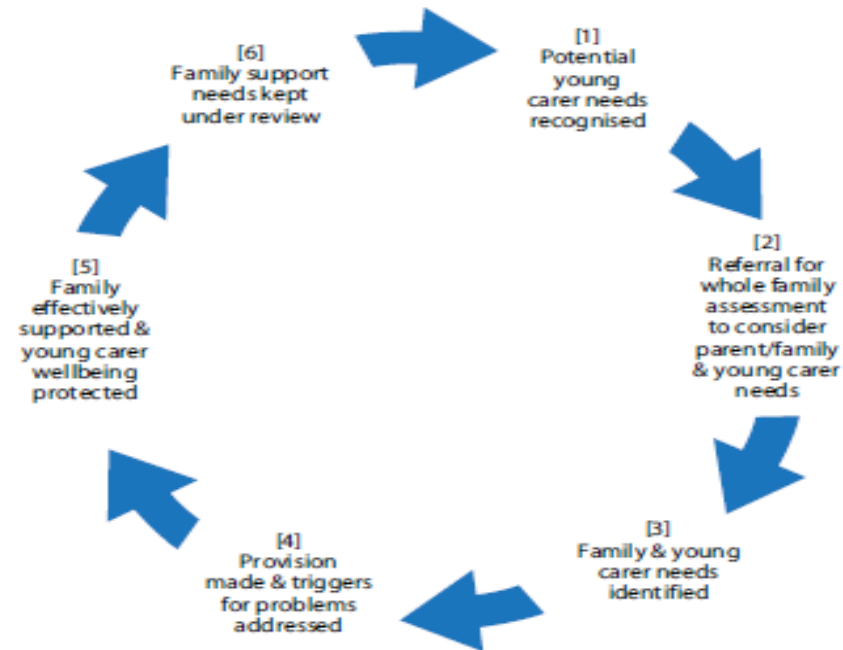 [1]
Potential
young
carer needs
recognised
[2]
Referral for
whole family
assessment
to consider
parent/family
& young carer
needs
[3]
Family & young
carer needs
identified
[4]
Provision
made & triggers
for problems
addressed
[5]
Family
effectively
supported &
young carer
wellbeing
protected
[6]
Family support
needs kept
under review